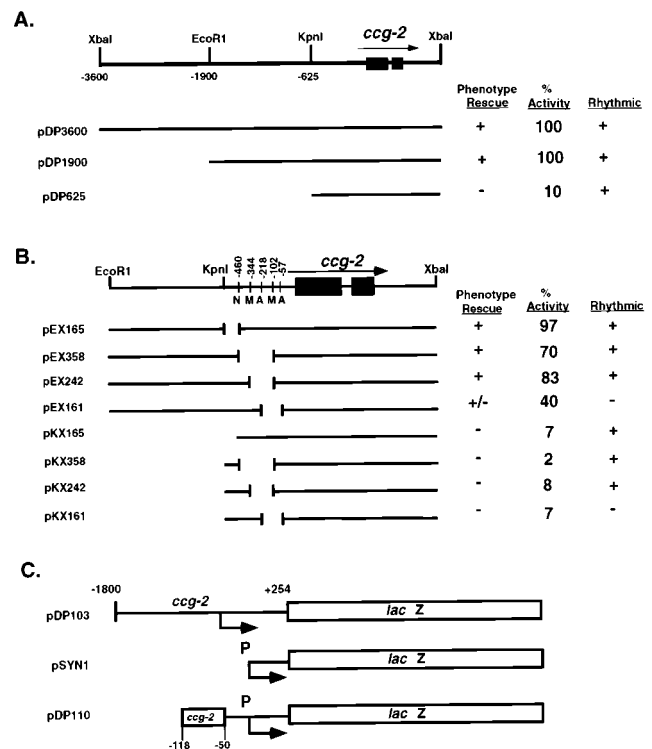 A.
XbaI EcoR1 KpnI ccg-2 XbaI
-3600 -1900 -625
Phenotype Rescue % Activity Rhythmic
pDP3600 + 100 +
pDP1900 + 100 +
pDP625 - 10 +
B.
EcoR1 KpnI -460 -344 -218 -102 -57 ccg-2 XbaI
N M A M A
Phenotype Rescue % Activity Rhythmic
pEX165 + 97 +
pEX358 + 70 +
pEX242 + 83 +
pEX161 +/- 40 -
pKX165 - 7 +
pKX358 - 2 +
pKX242 - 8 +
pKX161 - 7 -
C.
-1800 ccg-2 +254
pDP103 lac Z
P
pSYN1 lac Z
P
pDP110 ccg-2 lac Z
-118 -50